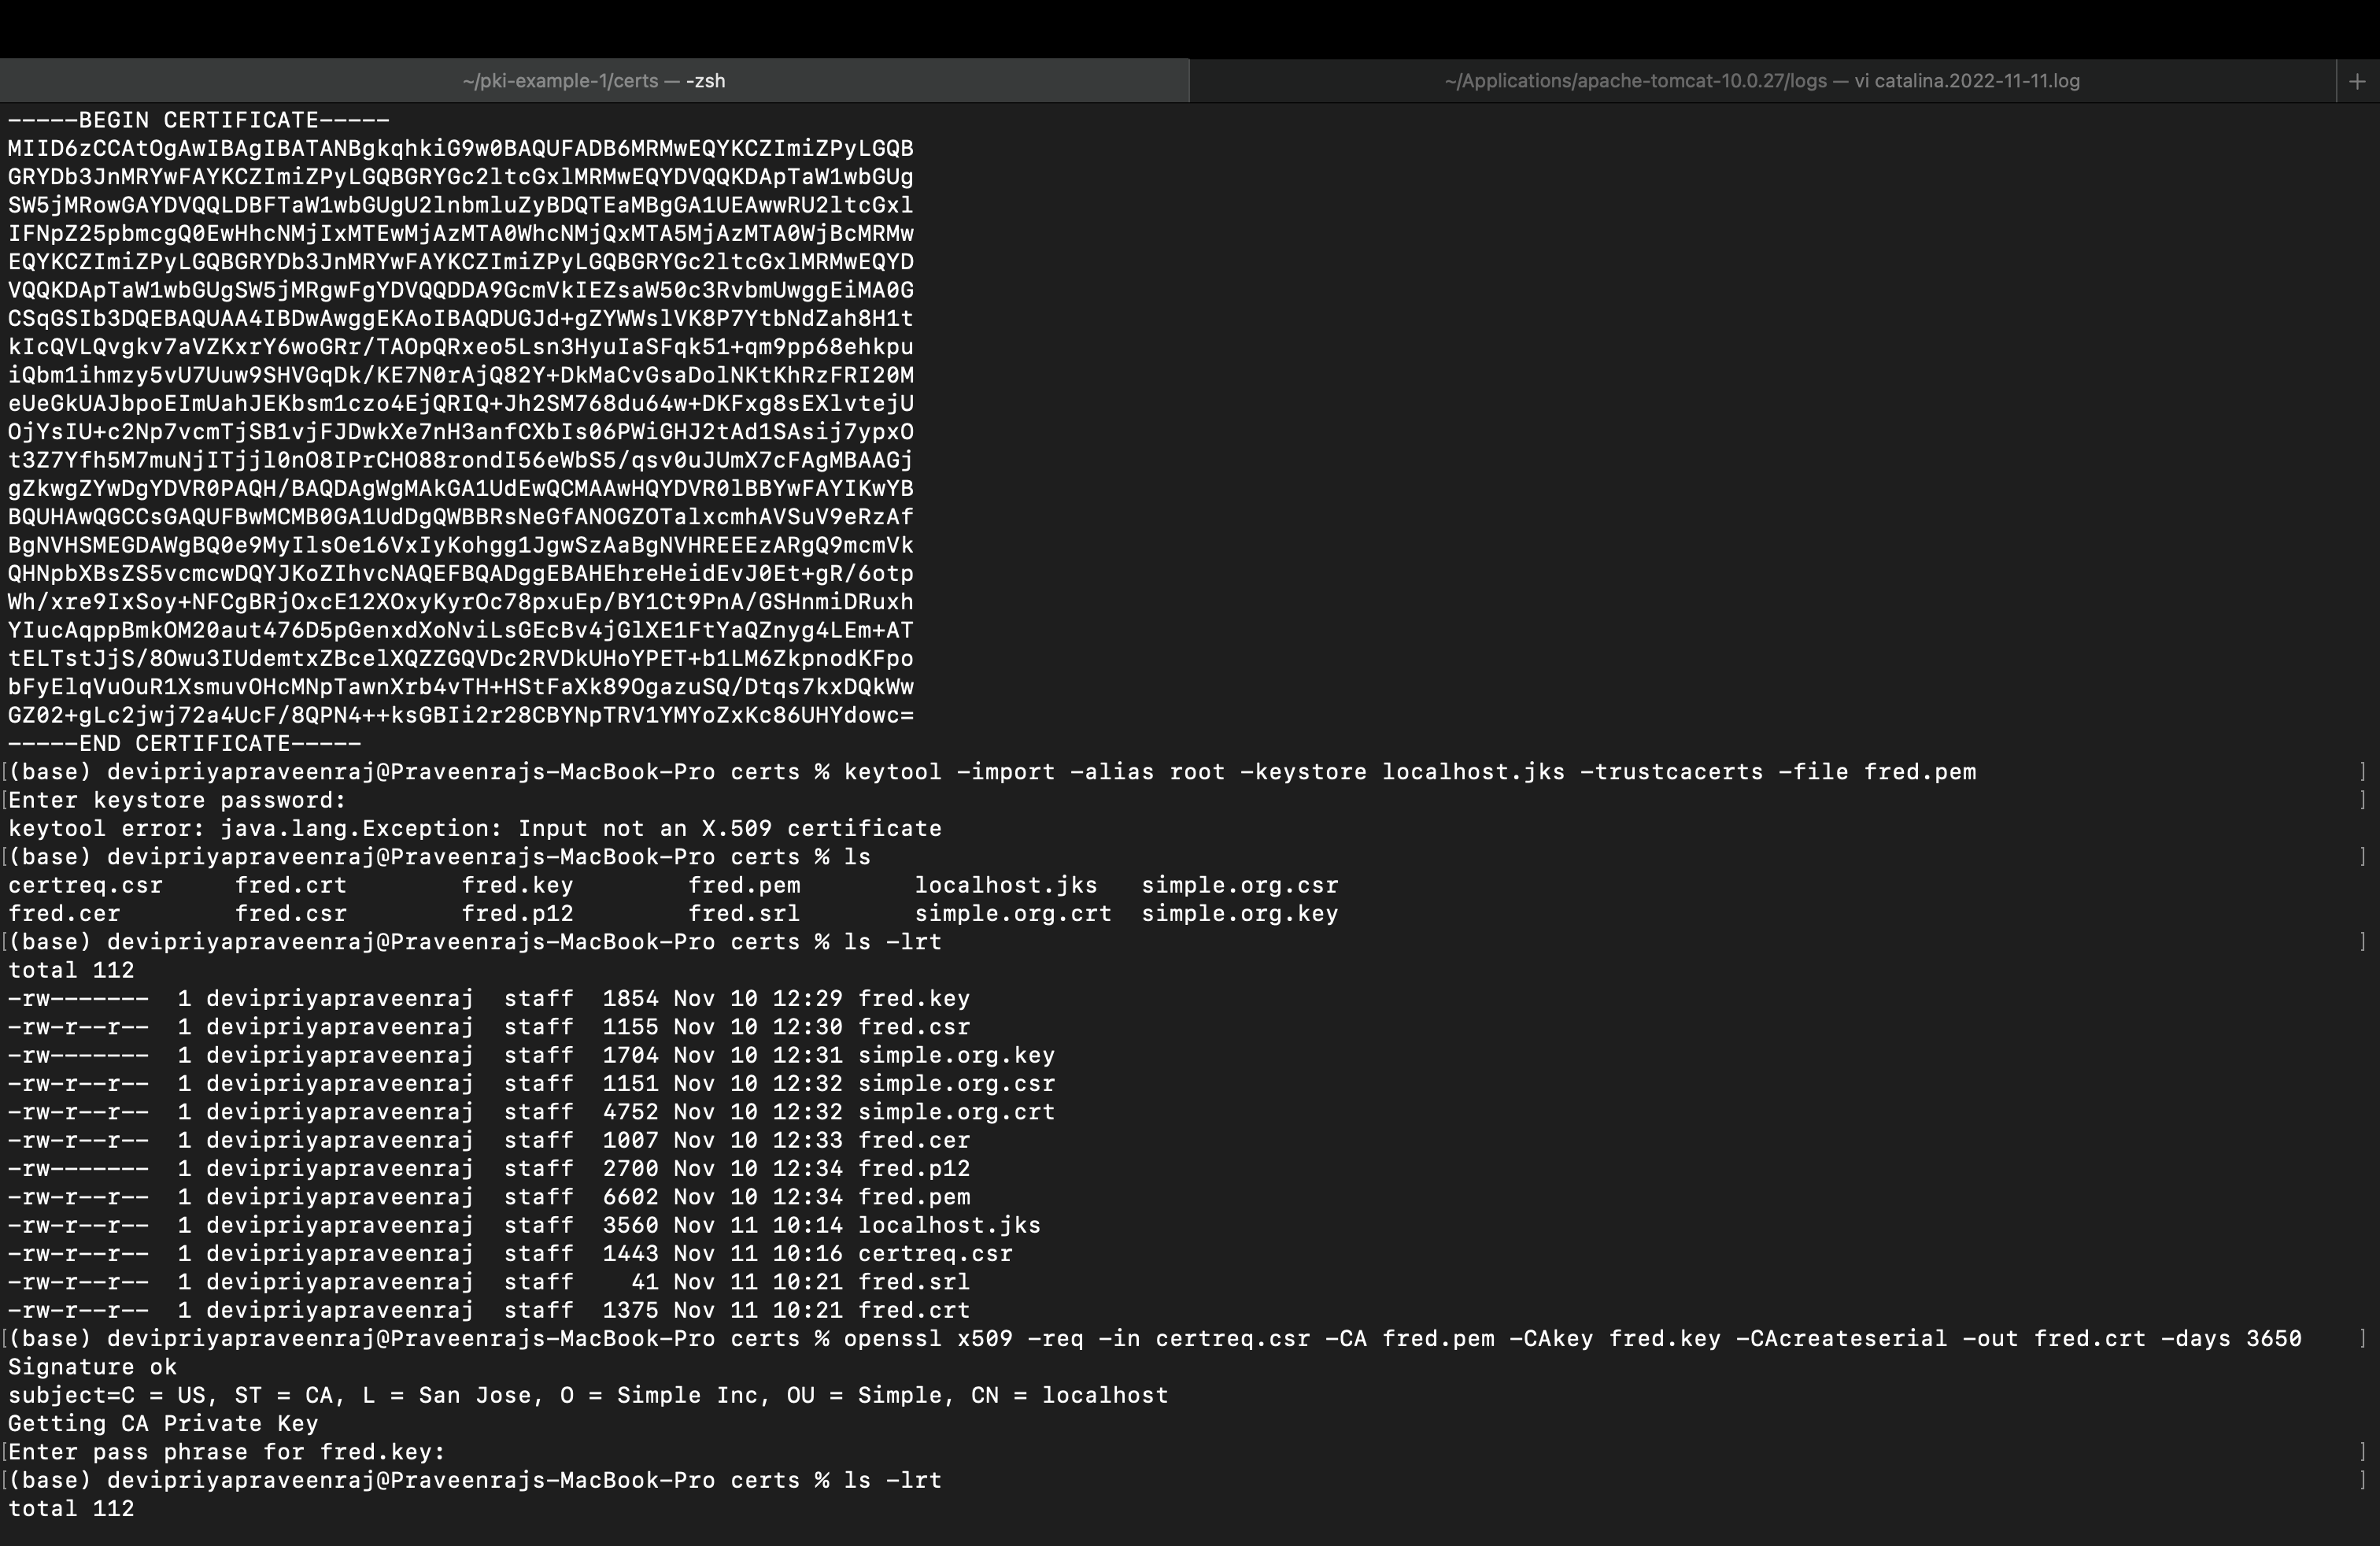 ~/pki-example-1/certs — -zsh
~/Applications/apache-tomcat-10.0.27/logs — vi catalina.2022-11-11.log
+
-----BEGIN CERTIFICATE-----
MIID6zCCAtOgAwIBAgIBATANBgkqhkiG9w0BAQUFADB6MRMwEQYKCZImiZPyLGQB
GRYDb3JnMRYwFAYKCZImiZPyLGQBGRYGc2ltcGxlMRMwEQYDVQQKDApTaW1wbGUg
SW5jMRowGAYDVQQLDBFTaW1wbGUgU2lnbmluZyBDQTEaMBgGA1UEAwwRU2ltcGxl
IFNpZ25pbmcgQ0EwHhcNMjIxMTEwMjAzMTA0WhcNMjQxMTA5MjAzMTA0WjBcMRMw
EQYKCZImiZPyLGQBGRYDb3JnMRYwFAYKCZImiZPyLGQBGRYGc2ltcGxlMRMwEQYD
VQQKDApTaW1wbGUgSW5jMRgwFgYDVQQDDA9GcmVkIEZsaW50c3RvbmUwggEiMA0G
CSqGSIb3DQEBAQUAA4IBDwAwggEKAoIBAQDUGJd+gZYWWslVK8P7YtbNdZah8H1t
kIcQVLQvgkv7aVZKxrY6woGRr/TAOpQRxeo5Lsn3HyuIaSFqk51+qm9pp68ehkpu
iQbm1ihmzy5vU7Uuw9SHVGqDk/KE7N0rAjQ82Y+DkMaCvGsaDolNKtKhRzFRI20M
eUeGkUAJbpoEImUahJEKbsm1czo4EjQRIQ+Jh2SM768du64w+DKFxg8sEXlvtejU
OjYsIU+c2Np7vcmTjSB1vjFJDwkXe7nH3anfCXbIs06PWiGHJ2tAd1SAsij7ypxO
t3Z7Yfh5M7muNjITjjl0nO8IPrCHO88rondI56eWbS5/qsv0uJUmX7cFAgMBAAGj
gZkwgZYwDgYDVR0PAQH/BAQDAgWgMAkGA1UdEwQCMAAwHQYDVR0lBBYwFAYIKwYB
BQUHAwQGCCsGAQUFBwMCMB0GA1UdDgQWBBRsNeGfANOGZOTalxcmhAVSuV9eRzAf
BgNVHSMEGDAWgBQ0e9MyIlsOe16VxIyKohgg1JgwSzAaBgNVHREEEzARgQ9mcmVk
QHNpbXBsZS5vcmcwDQYJKoZIhvcNAQEFBQADggEBAHEhreHeidEvJ0Et+gR/6otp
Wh/xre9IxSoy+NFCgBRjOxcE12XOxyKyrOc78pxuEp/BY1Ct9PnA/GSHnmiDRuxh
YIucAqppBmkOM20aut476D5pGenxdXoNviLsGEcBv4jGlXE1FtYaQZnyg4LEm+AT
tELTstJjS/8Owu3IUdemtxZBcelXQZZGQVDc2RVDkUHoYPET+b1LM6ZkpnodKFpo
bFyElqVuOuR1XsmuvOHcMNpTawnXrb4vTH+HStFaXk89OgazuSQ/Dtqs7kxDQkWw
GZ02+gLc2jwj72a4UcF/8QPN4++ksGBIi2r28CBYNpTRV1YMYoZxKc86UHYdowc=
-----END CERTIFICATE-----
[(base) devipriyapraveenraj@Praveenrajs-MacBook-Pro certs % keytool -import -alias root -keystore localhost.jks -trustcacerts -file fred.pem ]
[Enter keystore password: ]
keytool error: java.lang.Exception: Input not an X.509 certificate
[(base) devipriyapraveenraj@Praveenrajs-MacBook-Pro certs % ls ]
certreq.csr fred.crt fred.key fred.pem localhost.jks simple.org.csr
fred.cer fred.csr fred.p12 fred.srl simple.org.crt simple.org.key
[(base) devipriyapraveenraj@Praveenrajs-MacBook-Pro certs % ls -lrt ]
total 112
-rw------- 1 devipriyapraveenraj staff 1854 Nov 10 12:29 fred.key
-rw-r--r-- 1 devipriyapraveenraj staff 1155 Nov 10 12:30 fred.csr
-rw------- 1 devipriyapraveenraj staff 1704 Nov 10 12:31 simple.org.key
-rw-r--r-- 1 devipriyapraveenraj staff 1151 Nov 10 12:32 simple.org.csr
-rw-r--r-- 1 devipriyapraveenraj staff 4752 Nov 10 12:32 simple.org.crt
-rw-r--r-- 1 devipriyapraveenraj staff 1007 Nov 10 12:33 fred.cer
-rw------- 1 devipriyapraveenraj staff 2700 Nov 10 12:34 fred.p12
-rw-r--r-- 1 devipriyapraveenraj staff 6602 Nov 10 12:34 fred.pem
-rw-r--r-- 1 devipriyapraveenraj staff 3560 Nov 11 10:14 localhost.jks
-rw-r--r-- 1 devipriyapraveenraj staff 1443 Nov 11 10:16 certreq.csr
-rw-r--r-- 1 devipriyapraveenraj staff 41 Nov 11 10:21 fred.srl
-rw-r--r-- 1 devipriyapraveenraj staff 1375 Nov 11 10:21 fred.crt
[(base) devipriyapraveenraj@Praveenrajs-MacBook-Pro certs % openssl x509 -req -in certreq.csr -CA fred.pem -CAkey fred.key -CAcreateserial -out fred.crt -days 3650 ]
Signature ok
subject=C = US, ST = CA, L = San Jose, O = Simple Inc, OU = Simple, CN = localhost
Getting CA Private Key
[Enter pass phrase for fred.key: ]
[(base) devipriyapraveenraj@Praveenrajs-MacBook-Pro certs % ls -lrt ]
total 112